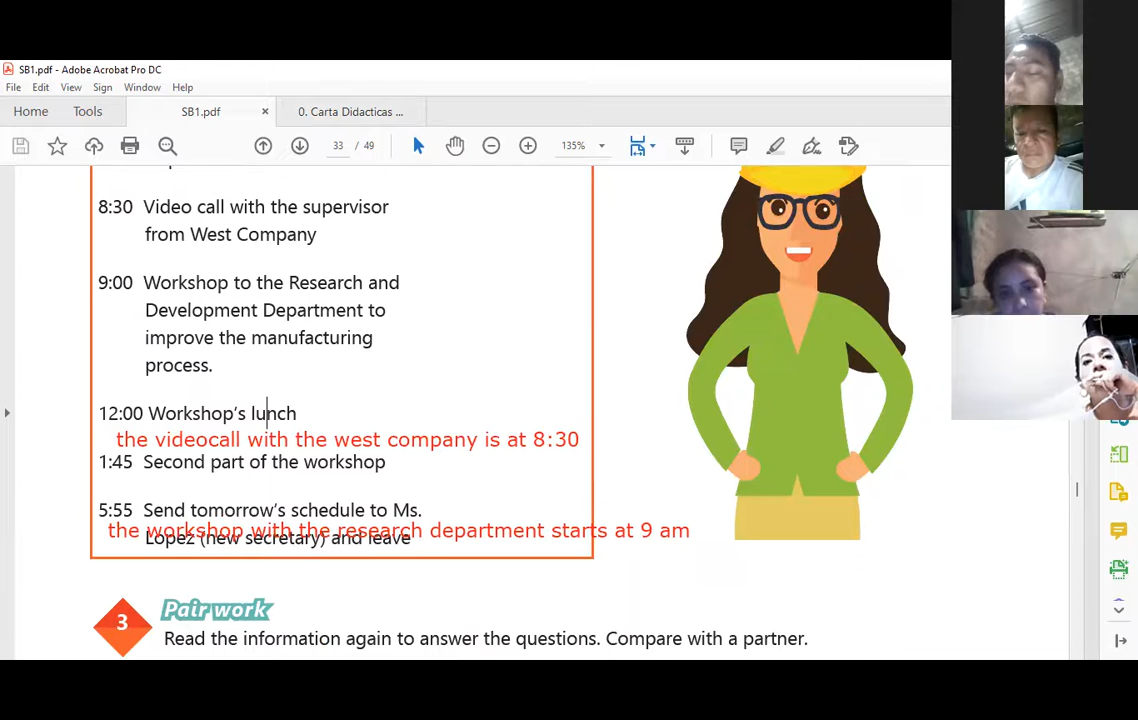 SB1.pdf - Adobe Acrobat Pro DC
File Edit View Sign Window Help
Home Tools SB1.pdf × 0. Carta Didacticas ...
33 / 49 135%
8:30 Video call with the supervisor
from West Company
9:00 Workshop to the Research and
Development Department to
improve the manufacturing
process.
12:00 Workshop's lunch
the videocall with the west company is at 8:30
1:45 Second part of the workshop
5:55 Send tomorrow's schedule to Ms.
the workshop with the research department starts at 9 am
Lopez (new secretary) and leave
3 Pair work
Read the information again to answer the questions. Compare with a partner.